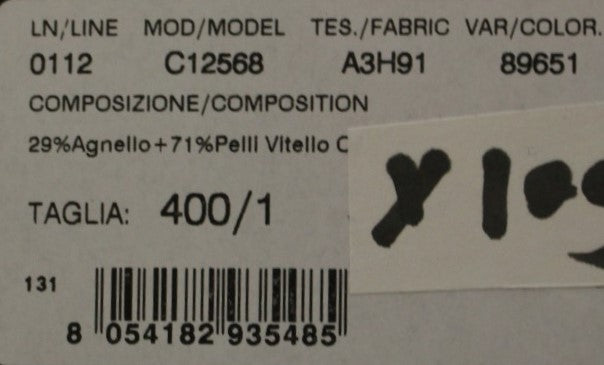 LN/LINE MOD/MODEL TES./FABRIC VAR/COLOR.
0112 C12568 A3H91 89651
COMPOSIZIONE/COMPOSITION
29%Agnello+71%Pelli Vitello C
TAGLIA: 400/1
131
8 054182 935485